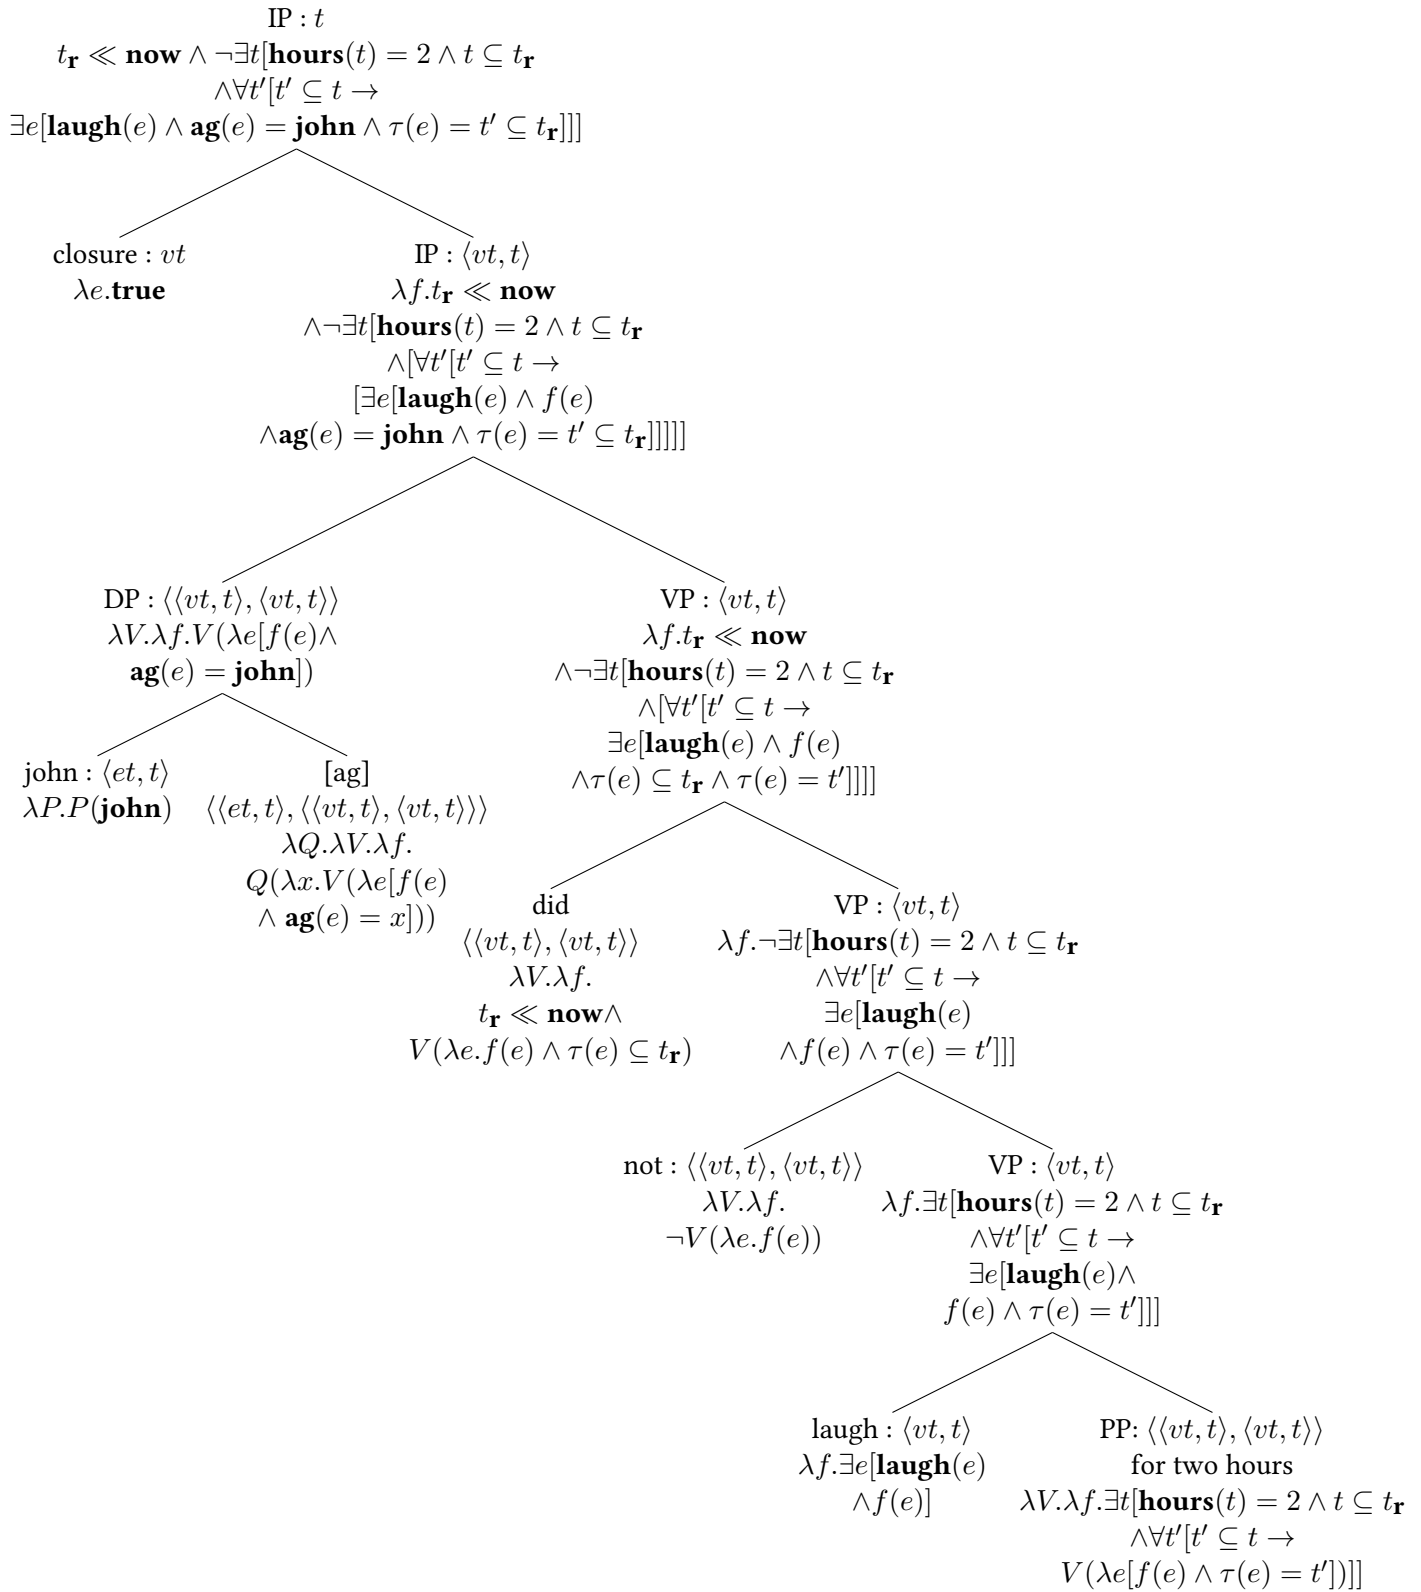 IP : t
t_r ≪ now ∧ ¬∃t[hours(t) = 2 ∧ t ⊆ t_r
∧∀t′[t′ ⊆ t →
∃e[laugh(e) ∧ ag(e) = john ∧ τ(e) = t′ ⊆ t_r]]]
closure : vt
λe.true
IP : ⟨vt, t⟩
λf.t_r ≪ now
∧¬∃t[hours(t) = 2 ∧ t ⊆ t_r
∧[∀t′[t′ ⊆ t →
[∃e[laugh(e) ∧ f(e)
∧ag(e) = john ∧ τ(e) = t′ ⊆ t_r]]]]]
DP : ⟨⟨vt, t⟩, ⟨vt, t⟩⟩
λV.λf.V(λe[f(e)∧
ag(e) = john])
VP : ⟨vt, t⟩
λf.t_r ≪ now
∧¬∃t[hours(t) = 2 ∧ t ⊆ t_r
∧[∀t′[t′ ⊆ t →
∃e[laugh(e) ∧ f(e)
∧τ(e) ⊆ t_r ∧ τ(e) = t′]]]]
john : ⟨et, t⟩
λP.P(john)
[ag]
⟨⟨et, t⟩, ⟨⟨vt, t⟩, ⟨vt, t⟩⟩⟩
λQ.λV.λf.
Q(λx.V(λe[f(e)
∧ ag(e) = x]))
did
⟨⟨vt, t⟩, ⟨vt, t⟩⟩
λV.λf.
t_r ≪ now∧
V(λe.f(e) ∧ τ(e) ⊆ t_r)
VP : ⟨vt, t⟩
λf.¬∃t[hours(t) = 2 ∧ t ⊆ t_r
∧∀t′[t′ ⊆ t →
∃e[laugh(e)
∧f(e) ∧ τ(e) = t′]]]
not : ⟨⟨vt, t⟩, ⟨vt, t⟩⟩
λV.λf.
¬V(λe.f(e))
VP : ⟨vt, t⟩
λf.∃t[hours(t) = 2 ∧ t ⊆ t_r
∧∀t′[t′ ⊆ t →
∃e[laugh(e)∧
f(e) ∧ τ(e) = t′]]]
laugh : ⟨vt, t⟩
λf.∃e[laugh(e)
∧f(e)]
PP: ⟨⟨vt, t⟩, ⟨vt, t⟩⟩
for two hours
λV.λf.∃t[hours(t) = 2 ∧ t ⊆ t_r
∧∀t′[t′ ⊆ t →
V(λe[f(e) ∧ τ(e) = t′])]]